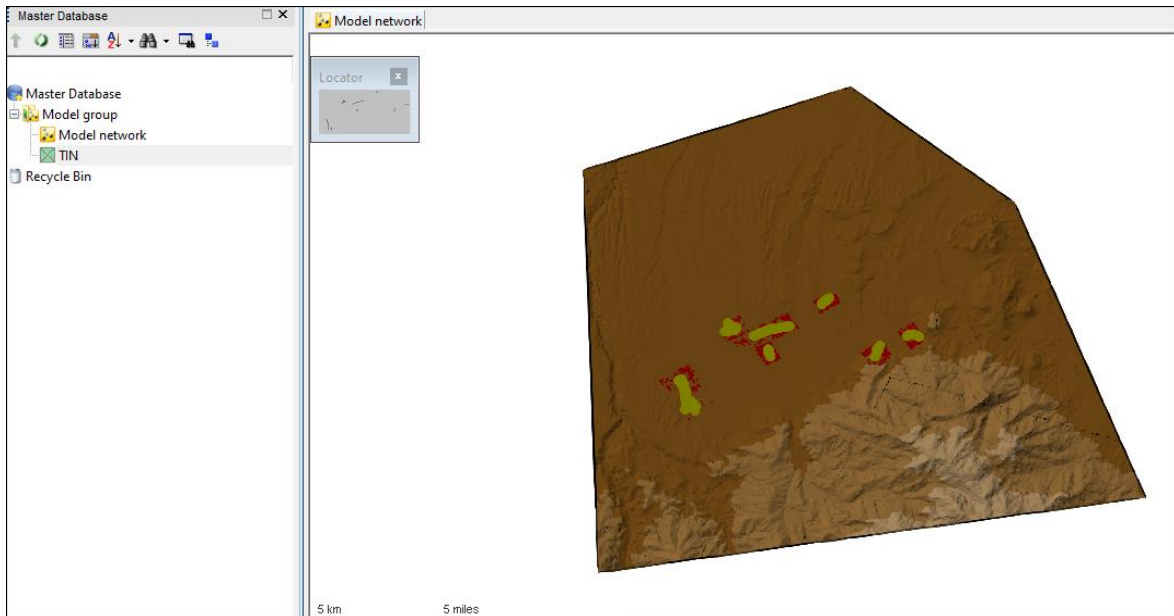 Master Database
Model network
Locator
Master Database
Model group
Model network
TIN
Recycle Bin
5 km
5 miles